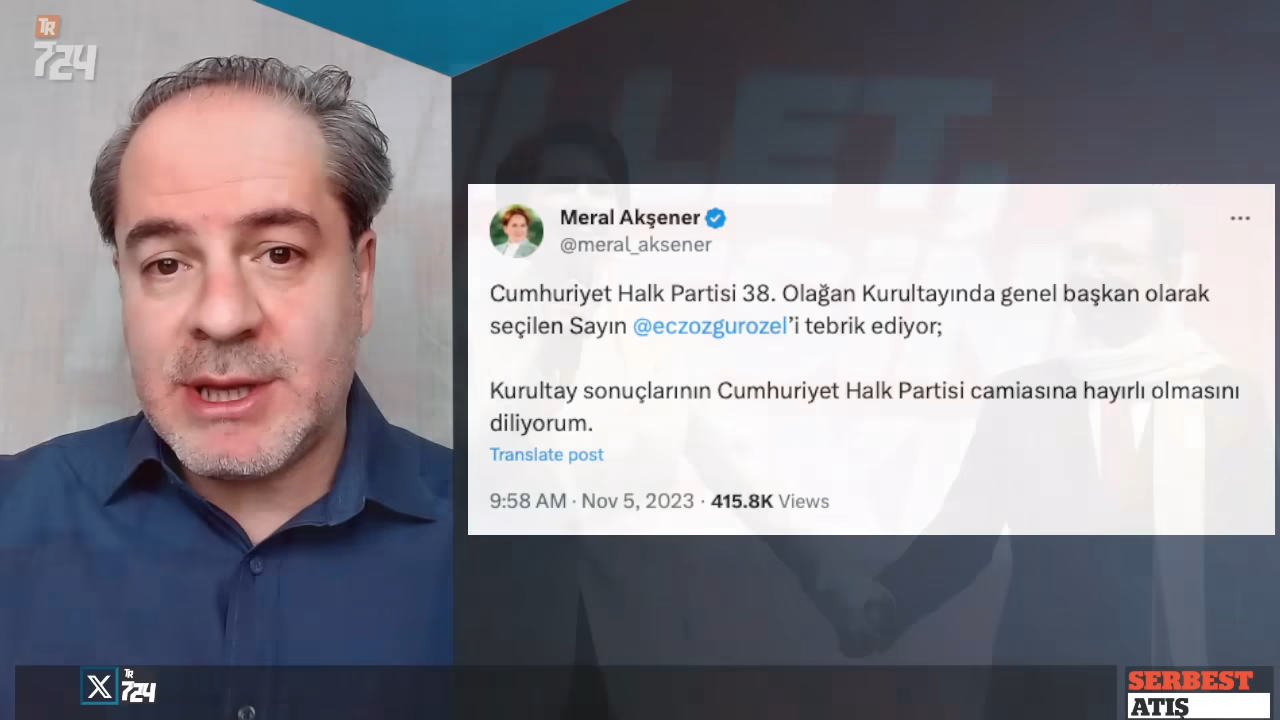 TR
724
Meral Akşener
@meral_aksener
Cumhuriyet Halk Partisi 38. Olağan Kurultayında genel başkan olarak
seçilen Sayın @eczozgurozel'i tebrik ediyor;
Kurultay sonuçlarının Cumhuriyet Halk Partisi camiasına hayırlı olmasını
diliyorum.
Translate post
9:58 AM · Nov 5, 2023 · 415.8K Views
X TR
724
SERBEST
ATIŞ